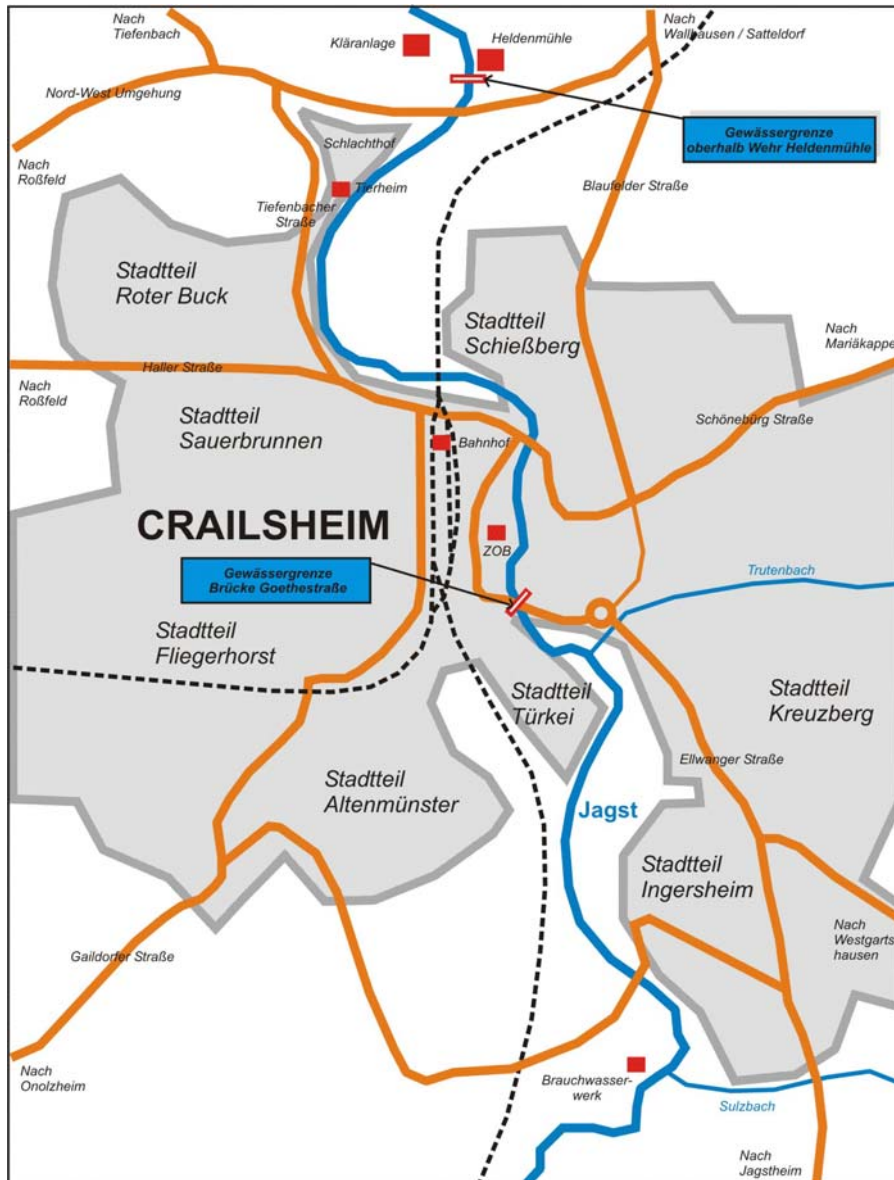 Nach
Tiefenbach
Kläranlage
Heldenmühle
Nach
Wallhausen / Satteldorf
Nord-West Umgehung
Gewässergrenze
oberhalb Wehr Heldenmühle
Schlachthof
Nach
Roßfeld
Tierheim
Tiefenbacher
Straße
Blaufelder Straße
Stadtteil
Roter Buck
Stadtteil
Schießberg
Nach
Mariäkappe
Haller Straße
Nach
Roßfeld
Stadtteil
Sauerbrunnen
Schönebürg Straße
Bahnhof
CRAILSHEIM
ZOB
Gewässergrenze
Brücke Goethestraße
Trutenbach
Stadtteil
Fliegerhorst
Stadtteil
Türkei
Stadtteil
Kreuzberg
Ellwanger Straße
Stadtteil
Altenmünster
Jagst
Stadtteil
Ingersheim
Nach
Westgarts
hausen
Gaildorfer Straße
Nach
Onolzheim
Brauchwasser-
werk
Sulzbach
Nach
Jagstheim